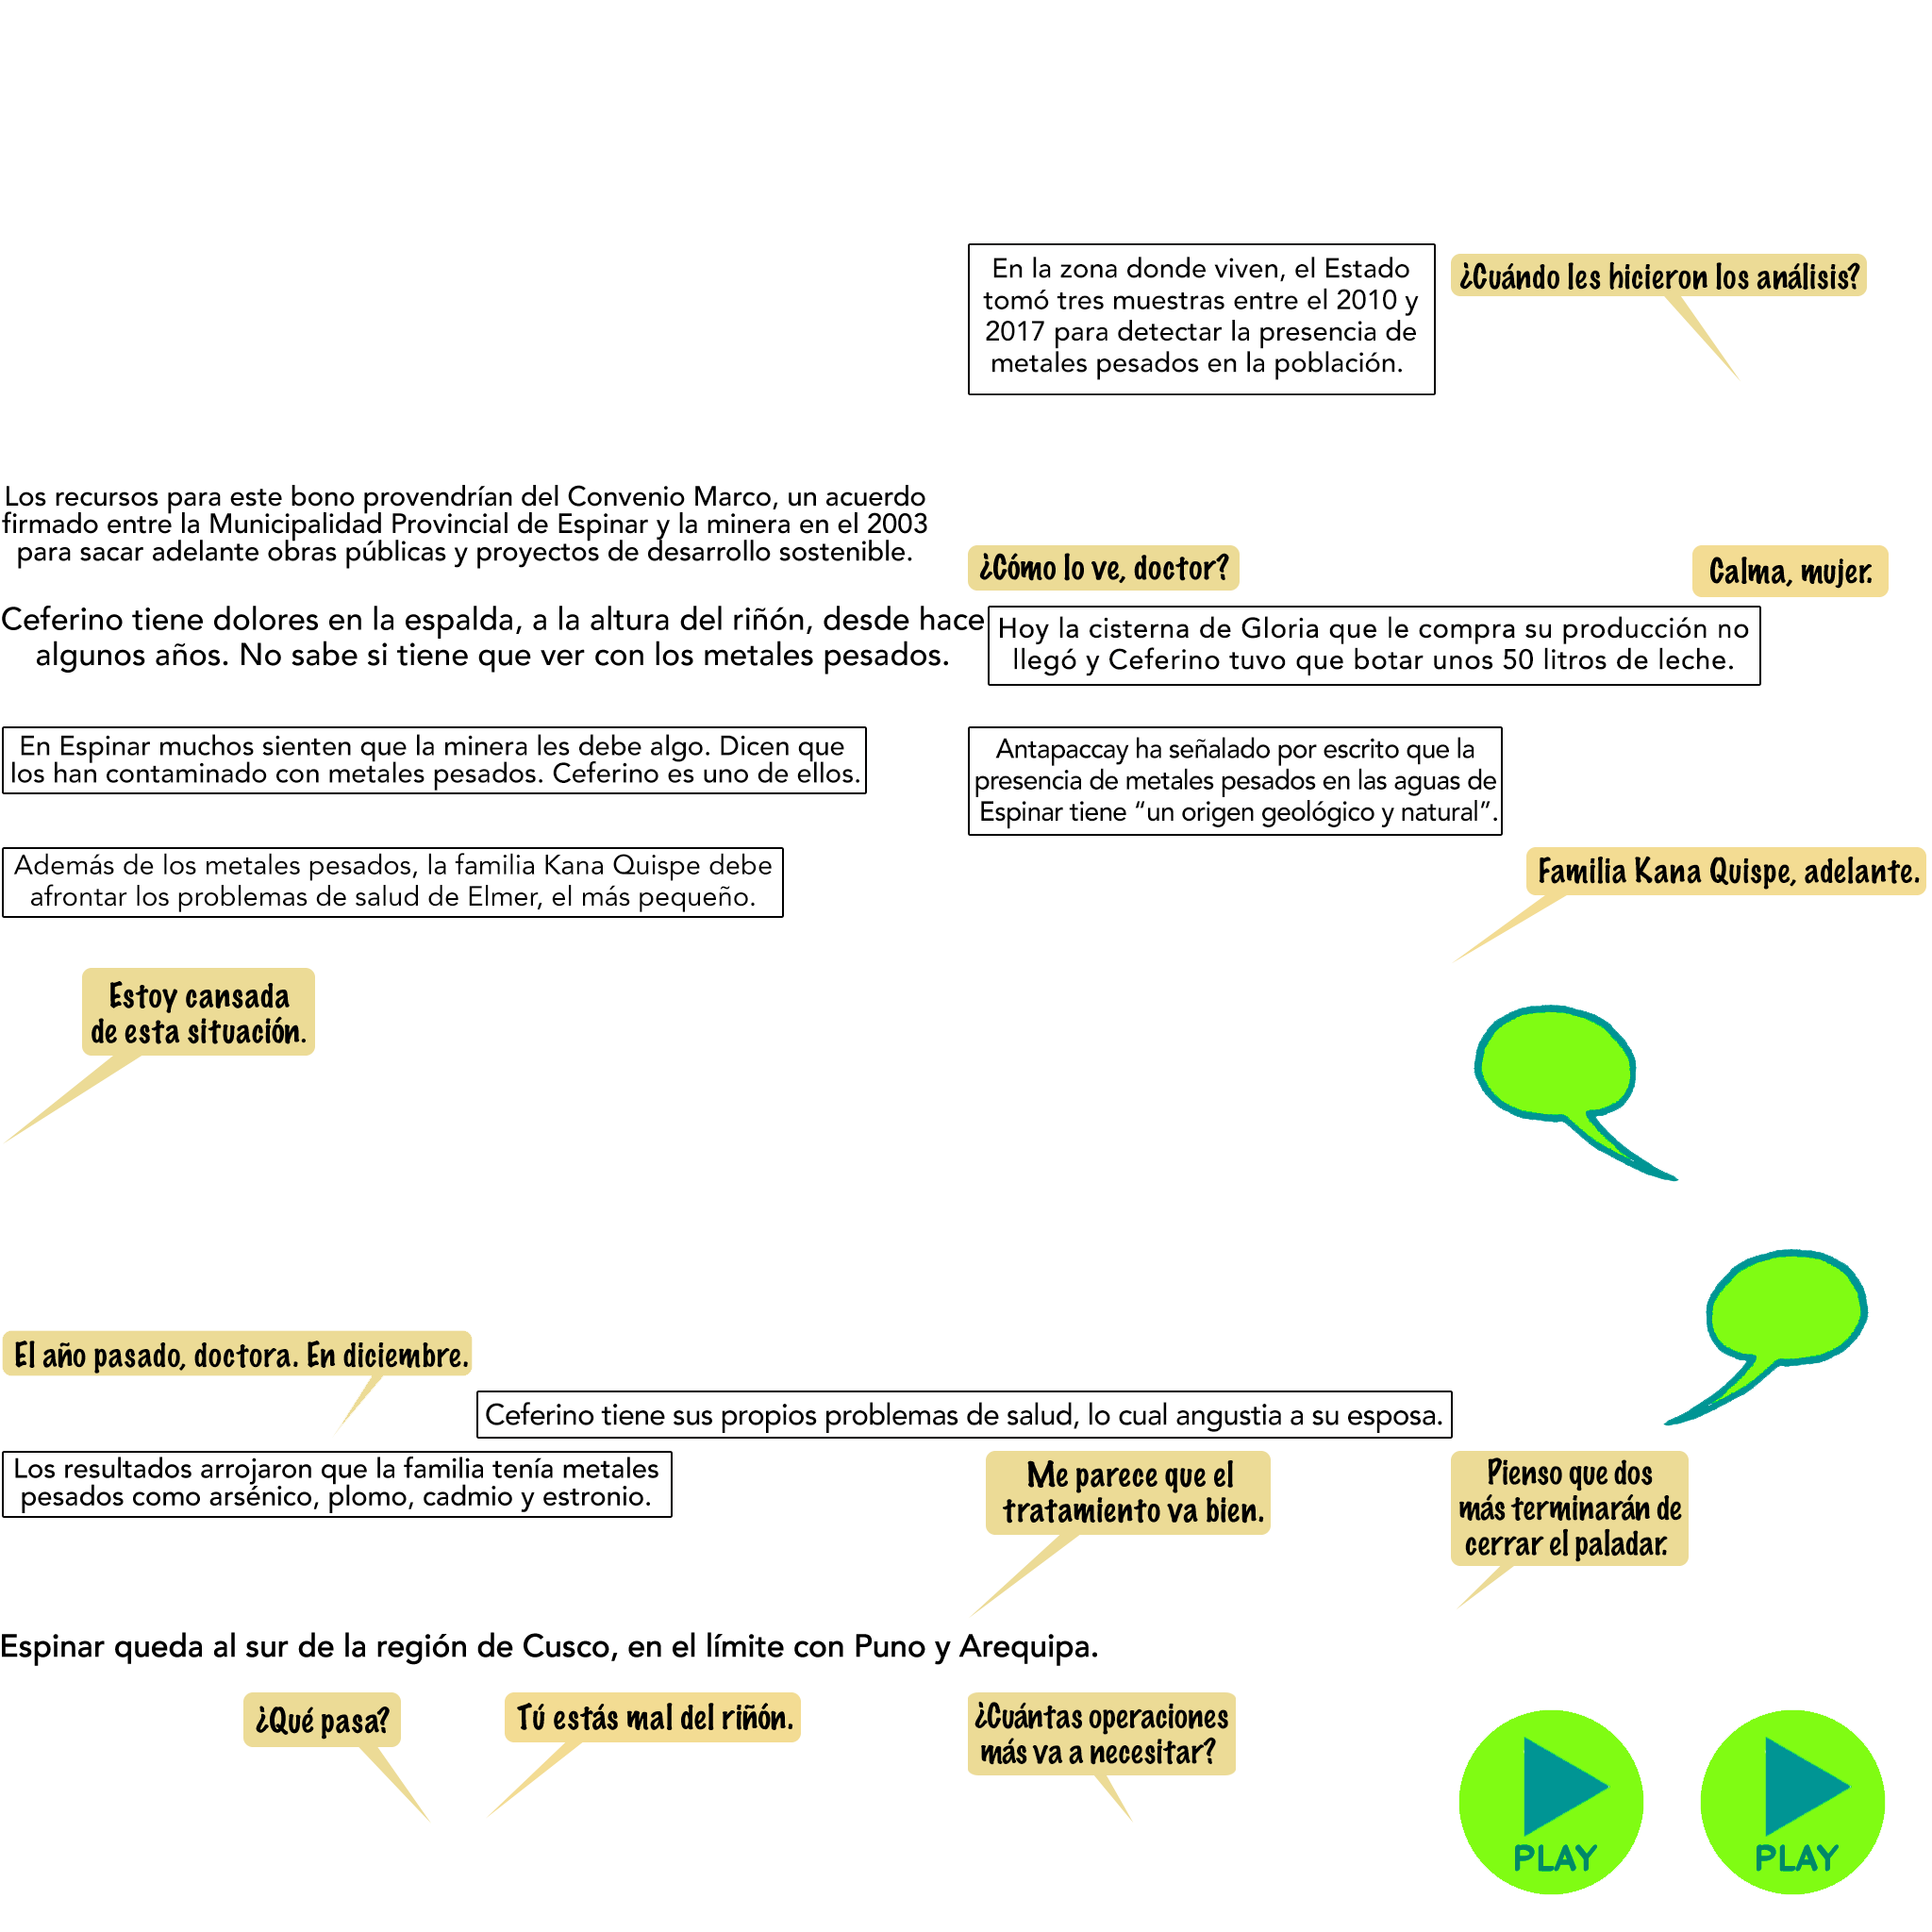 En la zona donde viven, el Estado
tomó tres muestras entre el 2010 y
2017 para detectar la presencia de
metales pesados en la población.
¿Cuándo les hicieron los análisis?
Los recursos para este bono provendrían del Convenio Marco, un acuerdo
firmado entre la Municipalidad Provincial de Espinar y la minera en el 2003
para sacar adelante obras públicas y proyectos de desarrollo sostenible.
¿Cómo lo ve, doctor?
Calma, mujer.
Ceferino tiene dolores en la espalda, a la altura del riñón, desde hace
algunos años. No sabe si tiene que ver con los metales pesados.
Hoy la cisterna de Gloria que le compra su producción no
llegó y Ceferino tuvo que botar unos 50 litros de leche.
En Espinar muchos sienten que la minera les debe algo. Dicen que
los han contaminado con metales pesados. Ceferino es uno de ellos.
Antapaccay ha señalado por escrito que la
presencia de metales pesados en las aguas de
Espinar tiene “un origen geológico y natural”.
Además de los metales pesados, la familia Kana Quispe debe
afrontar los problemas de salud de Elmer, el más pequeño.
Familia Kana Quispe, adelante.
Estoy cansada
de esta situación.
El año pasado, doctora. En diciembre.
Ceferino tiene sus propios problemas de salud, lo cual angustia a su esposa.
Los resultados arrojaron que la familia tenía metales
pesados como arsénico, plomo, cadmio y estronio.
Me parece que el
tratamiento va bien.
Pienso que dos
más terminarán de
cerrar el paladar.
Espinar queda al sur de la región de Cusco, en el límite con Puno y Arequipa.
¿Qué pasa?
Tú estás mal del riñón.
¿Cuántas operaciones
más va a necesitar?
PLAY
PLAY